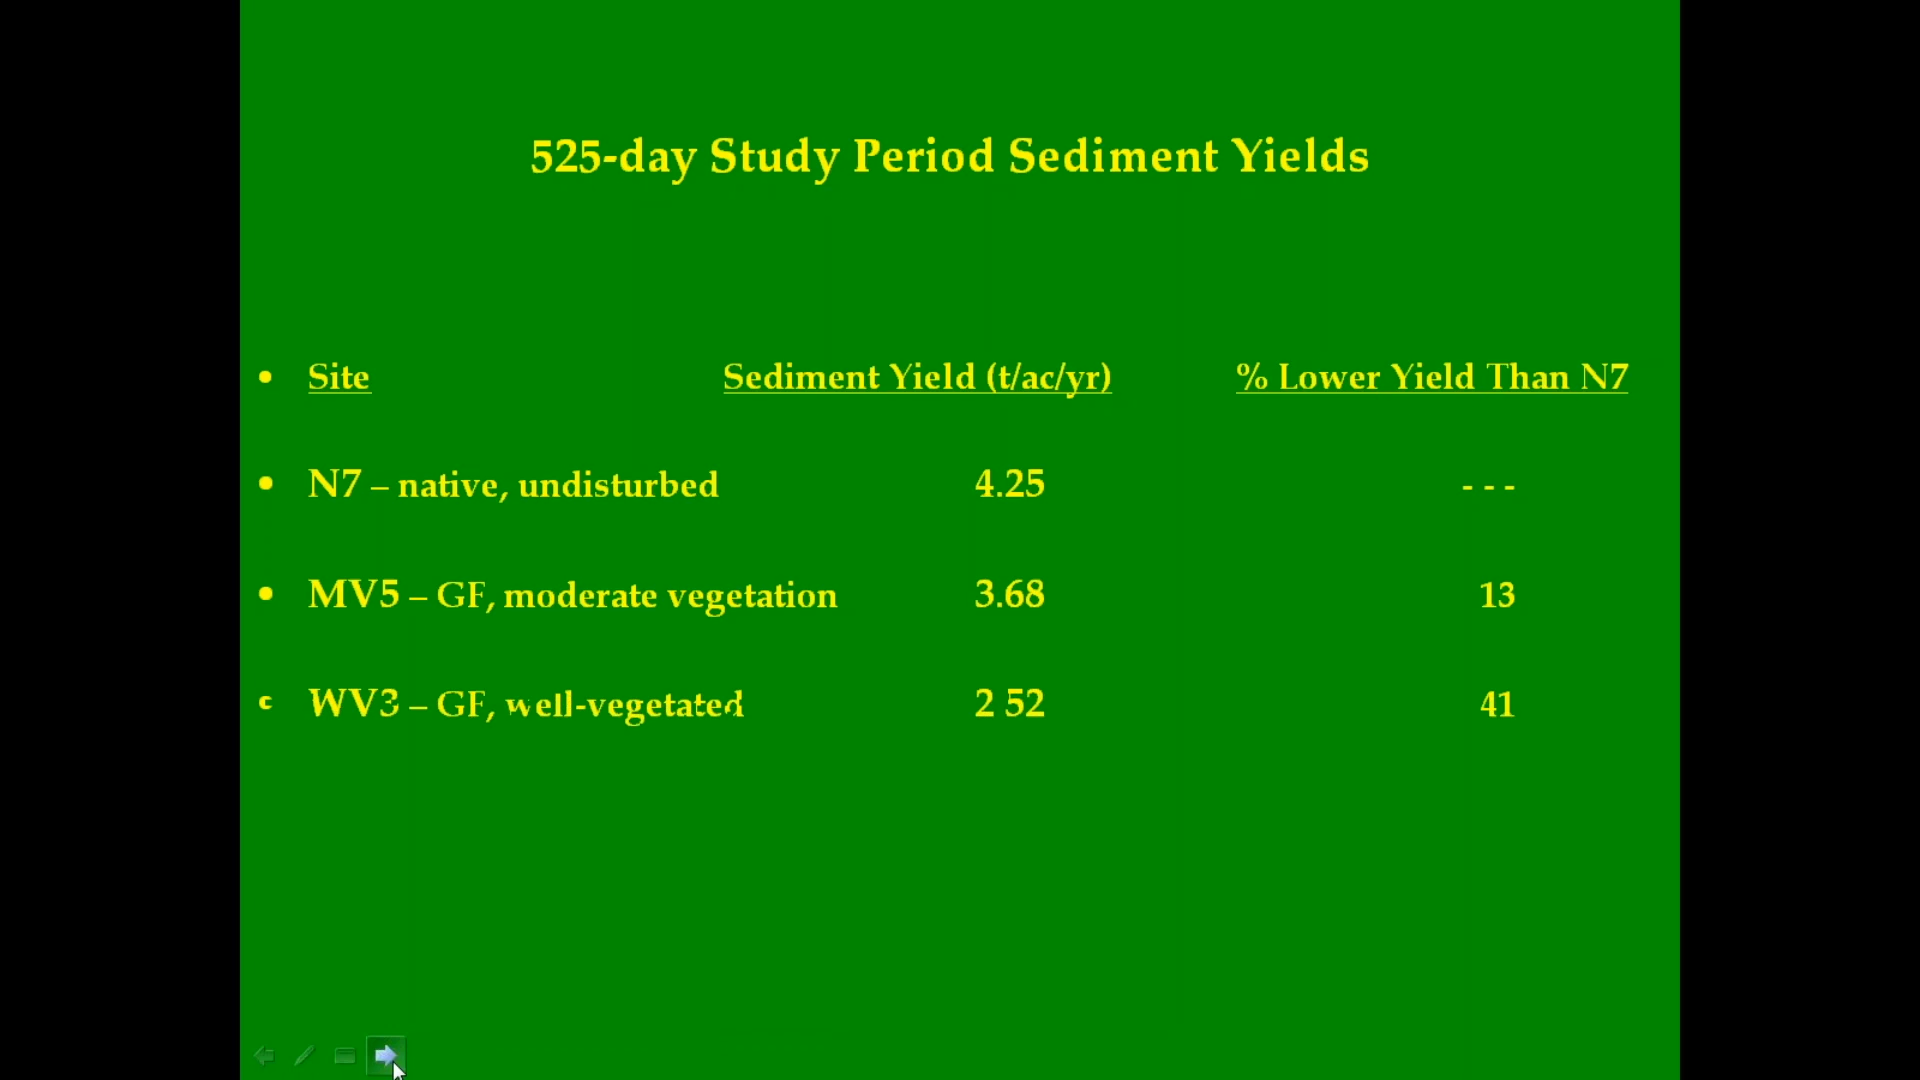 525-day Study Period Sediment Yields
• Site Sediment Yield (t/ac/yr) % Lower Yield Than N7
• N7 – native, undisturbed 4.25 - - -
• MV5 – GF, moderate vegetation 3.68 13
• WV3 – GF, well-vegetated 2 52 41